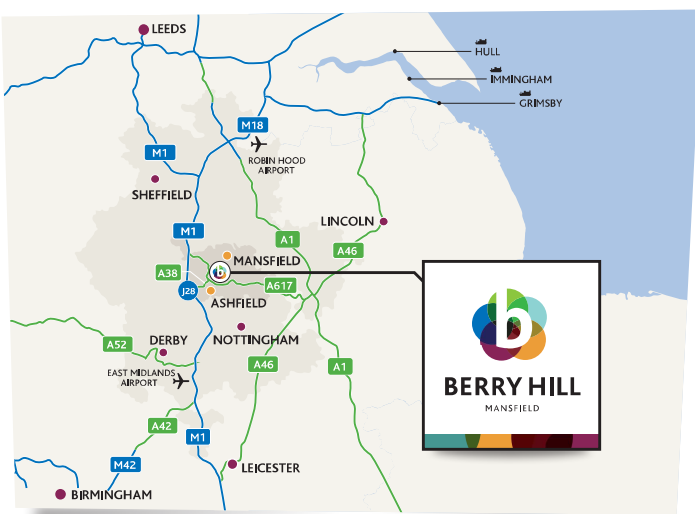 LEEDS
HULL
IMMINGHAM
GRIMSBY
M18
M1
ROBIN HOOD
AIRPORT
SHEFFIELD
LINCOLN
M1
A1
A46
MANSFIELD
A38
A617
J28
ASHFIELD
b
BERRY HILL
MANSFIELD
A52
DERBY
NOTTINGHAM
EAST MIDLANDS
AIRPORT
A46
A1
A42
M1
M42
LEICESTER
BIRMINGHAM
b